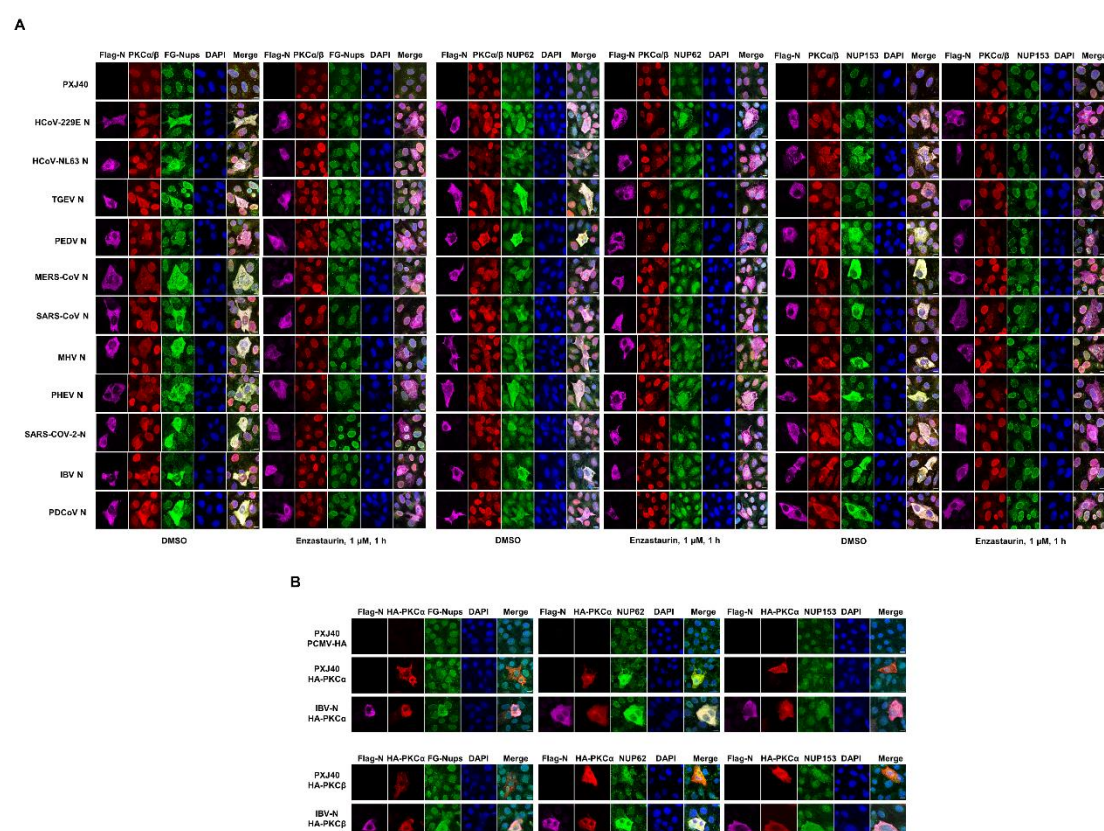 A
Flag-N PKCα/β FG-Nups DAPI Merge Flag-N PKCα/β FG-Nups DAPI Merge Flag-N PKCα/β NUP62 DAPI Merge Flag-N PKCα/β NUP62 DAPI Merge Flag-N PKCα/β NUP153 DAPI Merge Flag-N PKCα/β NUP153 DAPI Merge
PXJ40
HCoV-229E N
HCoV-NL63 N
TGEV N
PEDV N
MERS-CoV N
SARS-CoV N
MHV N
PHEV N
SARS-COV-2-N
IBV N
PDCoV N
DMSO Enzastaurin, 1 µM, 1 h DMSO Enzastaurin, 1 µM, 1 h DMSO Enzastaurin, 1 µM, 1 h
B
Flag-N HA-PKCα FG-Nups DAPI Merge Flag-N HA-PKCα NUP62 DAPI Merge Flag-N HA-PKCα NUP153 DAPI Merge
PXJ40
PCMV-HA
PXJ40
HA-PKCα
IBV-N
HA-PKCα
Flag-N HA-PKCα FG-Nups DAPI Merge Flag-N HA-PKCα NUP62 DAPI Merge Flag-N HA-PKCα NUP153 DAPI Merge
PXJ40
HA-PKCβ
IBV-N
HA-PKCβ